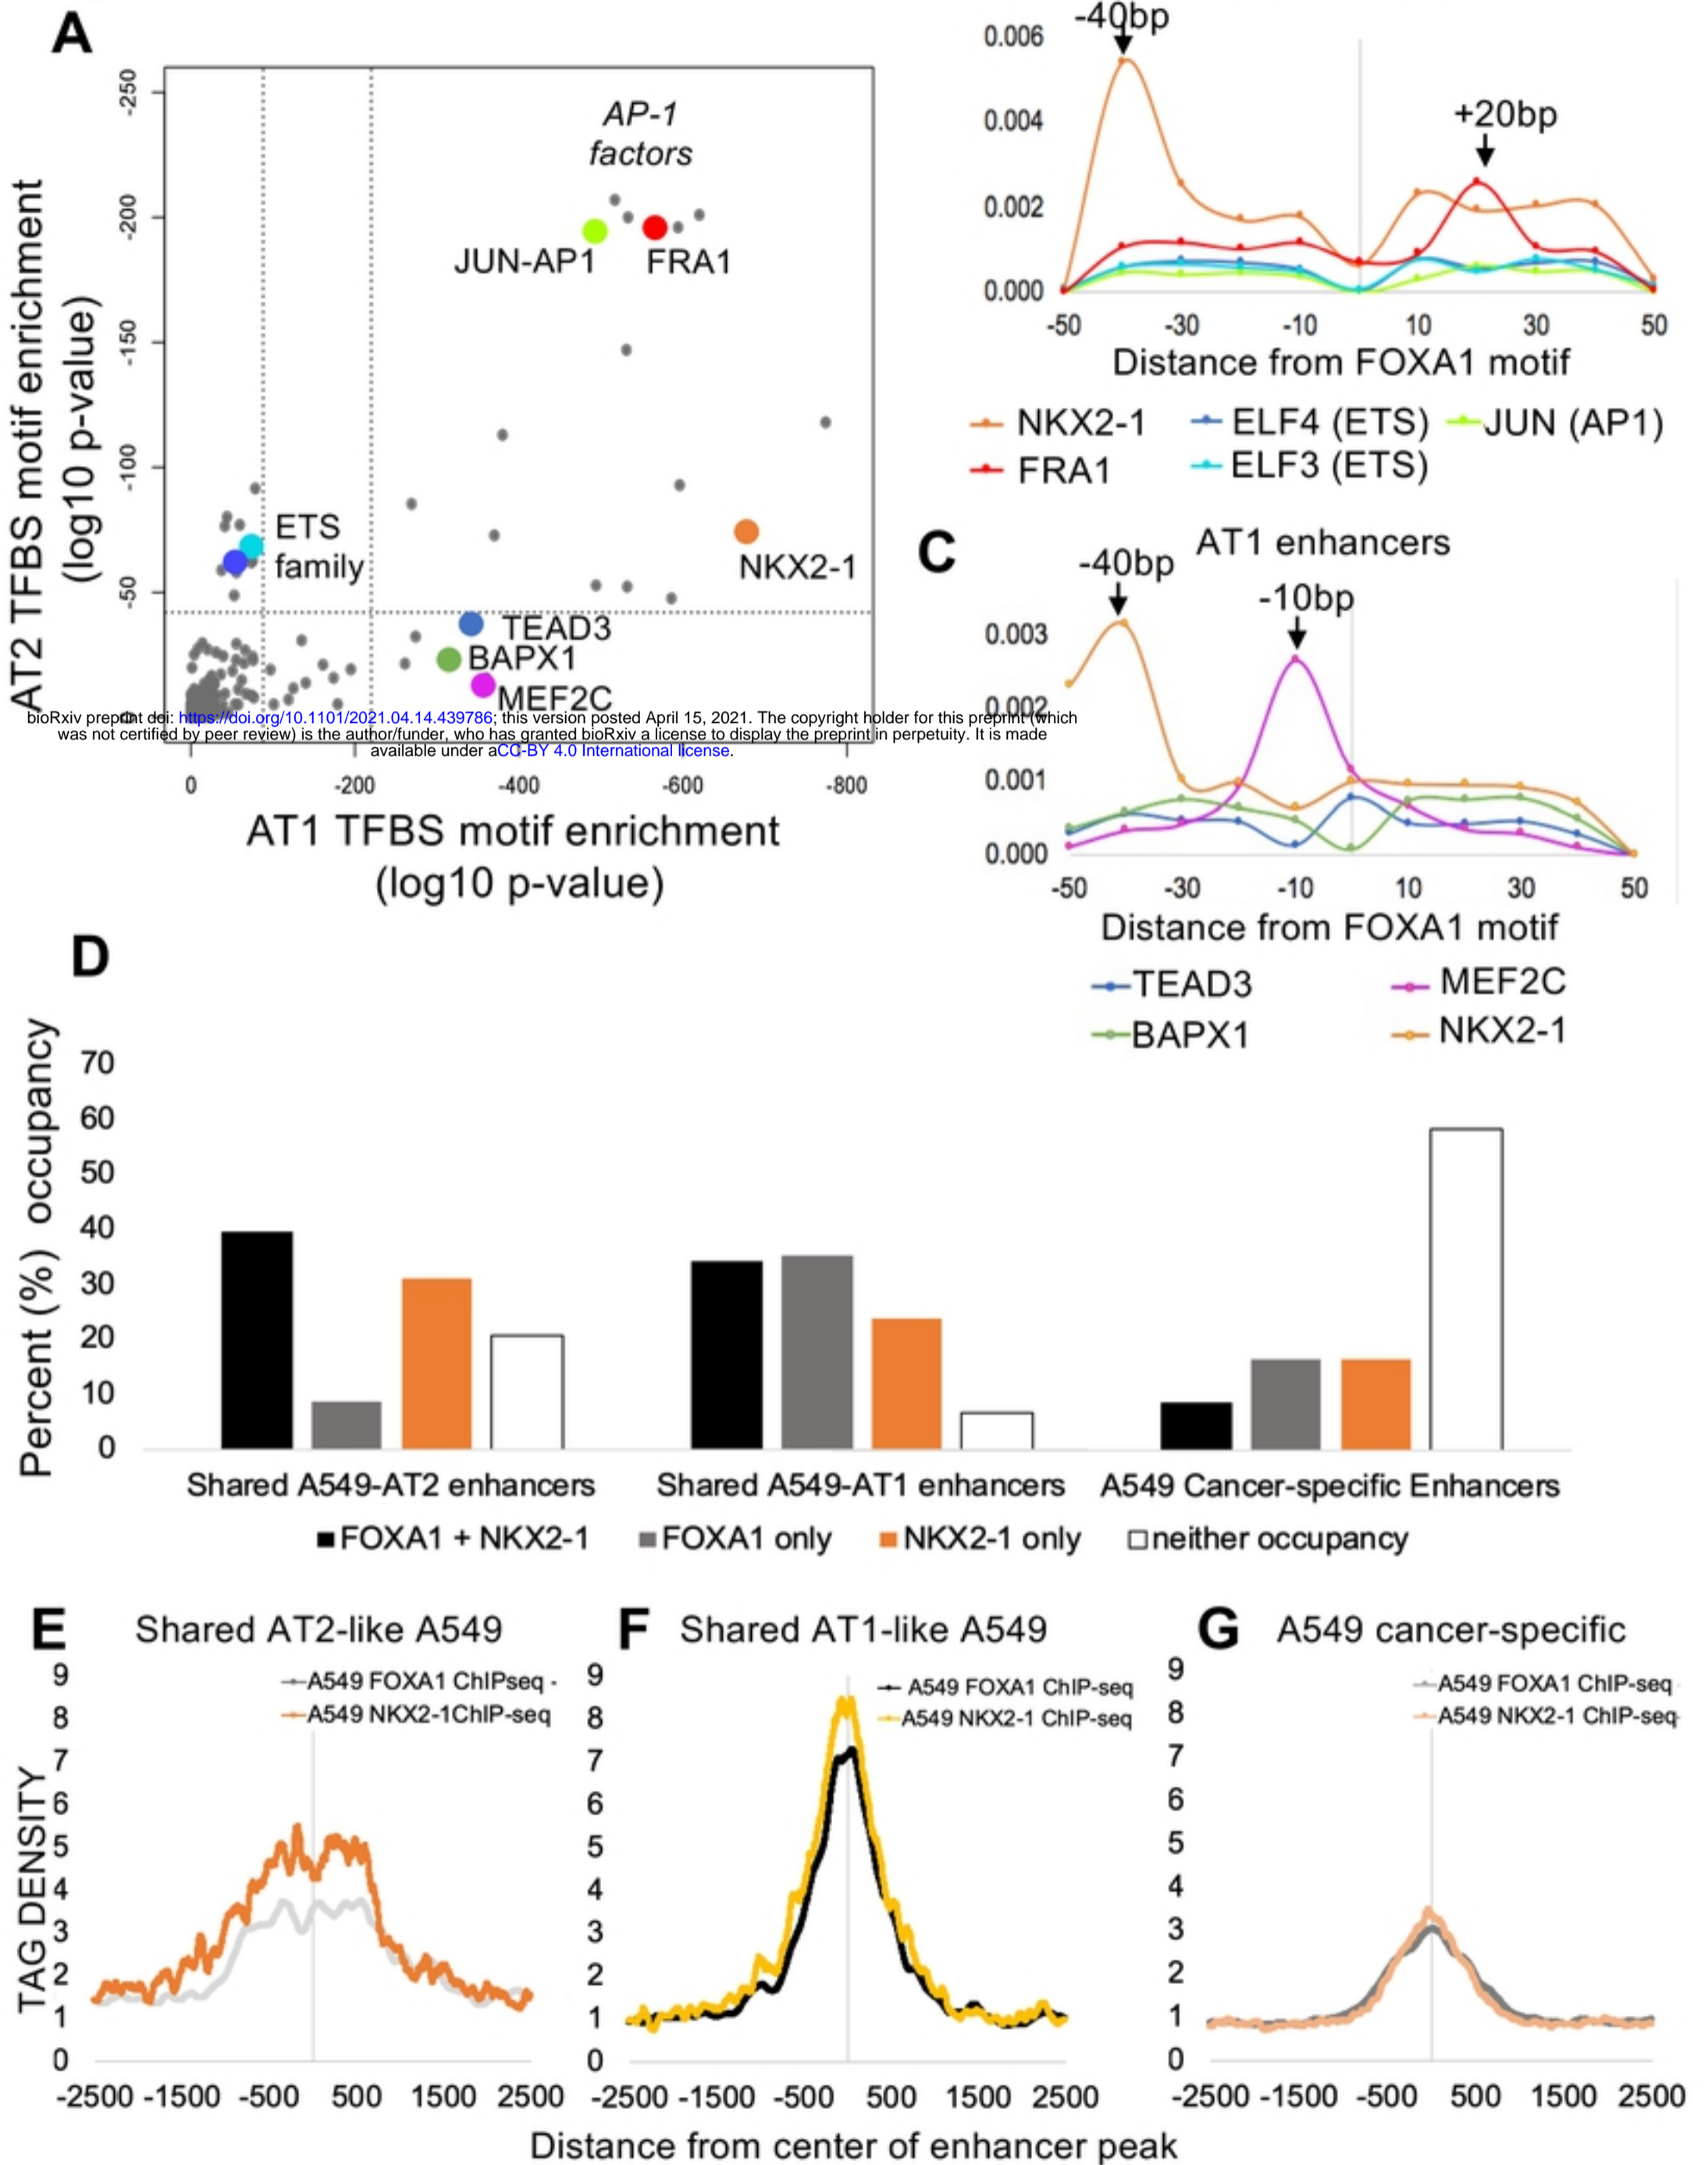 A
-250
-200
-150
-100
-50
0
AT2 TFBS motif enrichment
(log10 p-value)
AP-1
factors
JUN-AP1
FRA1
ETS
family
NKX2-1
TEAD3
BAPX1
MEF2C
bioRxiv preprint doi: https://doi.org/10.1101/2021.04.14.439786; this version posted April 15, 2021. The copyright holder for this preprint (which
was not certified by peer review) is the author/funder, who has granted bioRxiv a license to display the preprint in perpetuity. It is made
available under aCC-BY 4.0 International license.
0 -200 -400 -600 -800
AT1 TFBS motif enrichment
(log10 p-value)
-40bp
+20bp
0.006
0.004
0.002
0.000
-50 -30 -10 10 30 50
Distance from FOXA1 motif
NKX2-1 ELF4 (ETS) JUN (AP1)
FRA1 ELF3 (ETS)
C
AT1 enhancers
-40bp
-10bp
0.003
0.002
0.001
0.000
-50 -30 -10 10 30 50
Distance from FOXA1 motif
TEAD3 MEF2C
BAPX1 NKX2-1
D
Percent (%) occupancy
70
60
50
40
30
20
10
0
Shared A549-AT2 enhancers Shared A549-AT1 enhancers A549 Cancer-specific Enhancers
FOXA1 + NKX2-1 FOXA1 only NKX2-1 only neither occupancy
E
Shared AT2-like A549
A549 FOXA1 ChIPseq -
A549 NKX2-1ChIP-seq
TAG DENSITY
9
8
7
6
5
4
3
2
1
0
-2500 -1500 -500 500 1500 2500
F
Shared AT1-like A549
A549 FOXA1 ChIP-seq
A549 NKX2-1 ChIP-seq
9
8
7
6
5
4
3
2
1
0
-2500 -1500 -500 500 1500 2500
G
A549 cancer-specific
A549 FOXA1 ChIP-seq
A549 NKX2-1 ChIP-seq
9
8
7
6
5
4
3
2
1
0
-2500 -1500 -500 500 1500 2500
Distance from center of enhancer peak